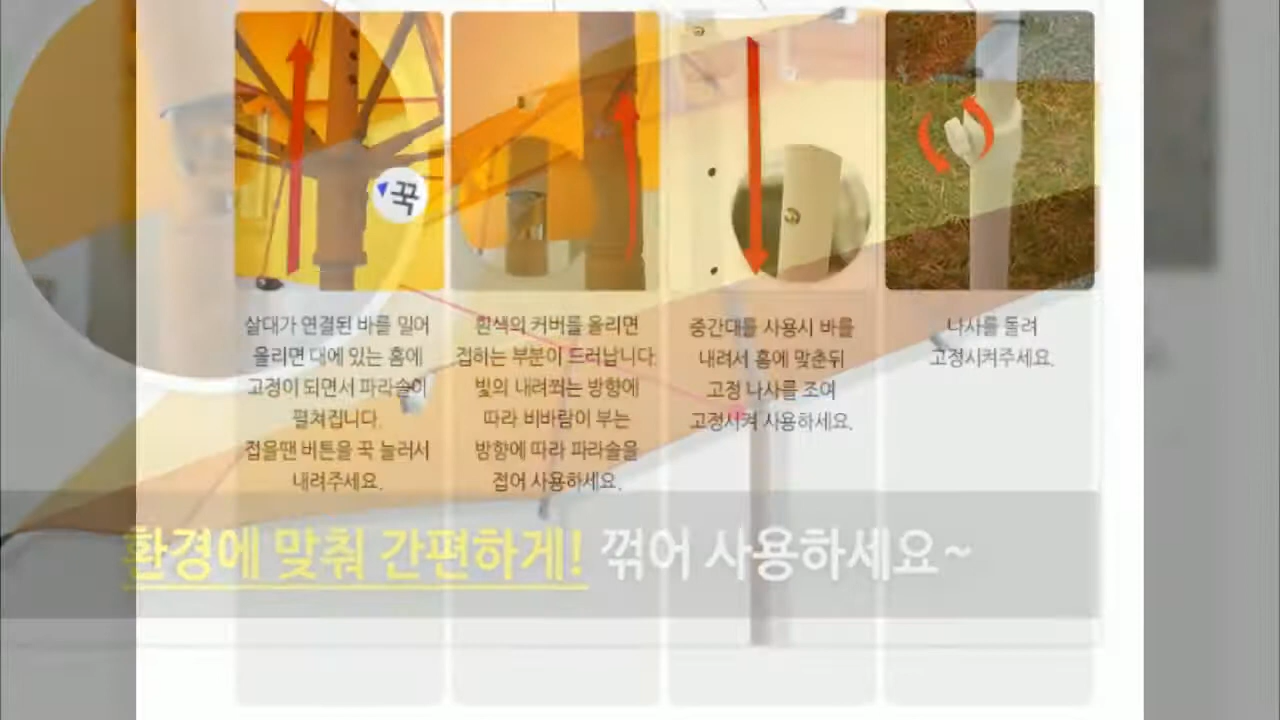 꾹
살대가 연결된 바를 밀어
올리면 대에 있는 홈에
고정이 되면서 파라솔이
펼쳐집니다.
접을땐 버튼을 꾹 눌러서
내려주세요.
흰색의 커버를 올리면
접히는 부분이 드러납니다.
빛의 내려쬐는 방향에
따라 비바람이 부는
방향에 따라 파라솔을
접어 사용하세요.
중간대를 사용시 바를
내려서 홈에 맞춘뒤
고정 나사를 조여
고정시켜 사용하세요.
나사를 돌려
고정시켜주세요.
환경에 맞춰 간편하게! 꺾어 사용하세요~